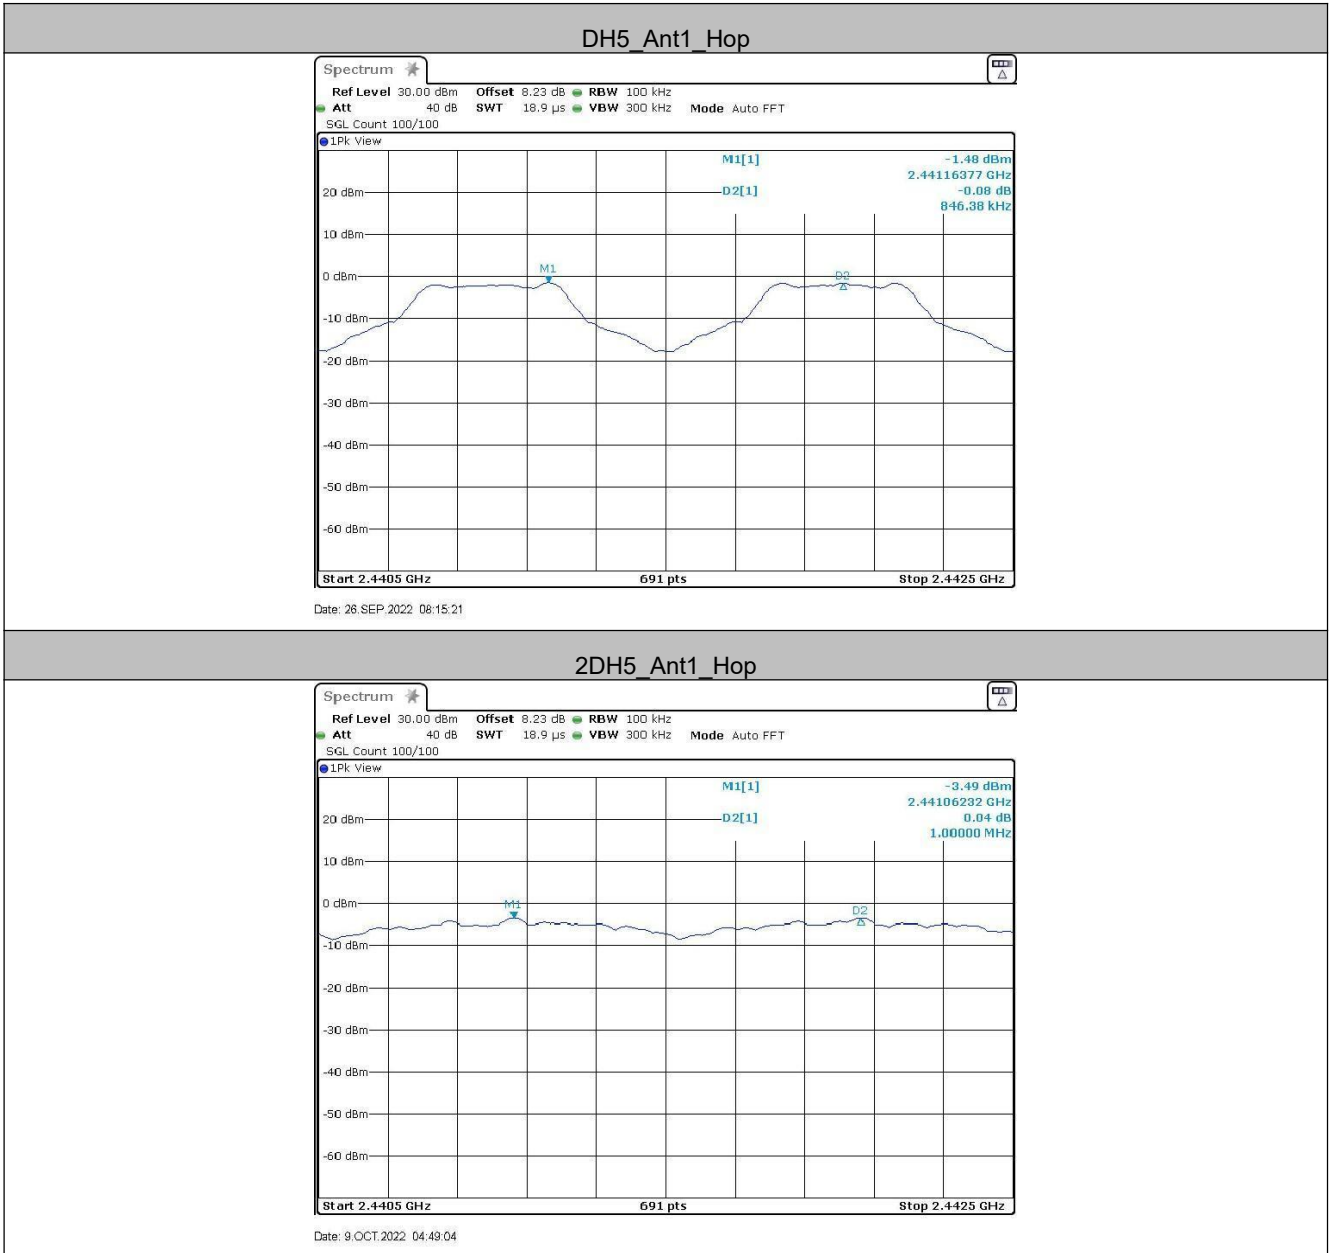 DH5_Ant1_Hop
Spectrum
Ref Level 30.00 dBm Offset 8.23 dB RBW 100 kHz
Att 40 dB SWT 18.9 µs VBW 300 kHz Mode Auto FFT
SGL Count 100/100
1Pk View
M1[1] -1.48 dBm
2.44116377 GHz
20 dBm D2[1] -0.08 dB
846.38 kHz
10 dBm
M1
0 dBm D2
-10 dBm
-20 dBm
-30 dBm
-40 dBm
-50 dBm
-60 dBm
Start 2.4405 GHz 691 pts Stop 2.4425 GHz
Date: 26.SEP.2022 08:15:21
2DH5_Ant1_Hop
Spectrum
Ref Level 30.00 dBm Offset 8.23 dB RBW 100 kHz
Att 40 dB SWT 18.9 µs VBW 300 kHz Mode Auto FFT
SGL Count 100/100
1Pk View
M1[1] -3.49 dBm
2.44106232 GHz
20 dBm D2[1] 0.04 dB
1.00000 MHz
10 dBm
0 dBm M1 D2
-10 dBm
-20 dBm
-30 dBm
-40 dBm
-50 dBm
-60 dBm
Start 2.4405 GHz 691 pts Stop 2.4425 GHz
Date: 9.OCT.2022 04:49:04